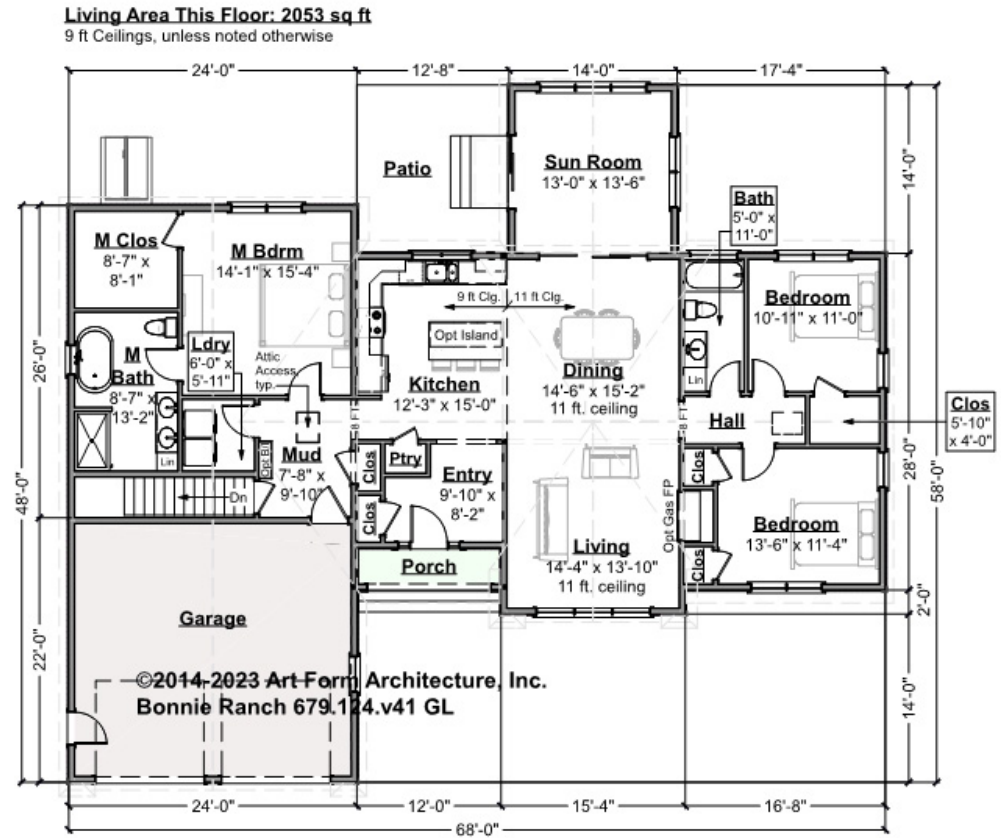 Living Area This Floor: 2053 sq ft
9 ft Ceilings, unless noted otherwise
24'-0"
12'-8"
14'-0"
17'-4"
Patio
Sun Room
13'-0" x 13'-6"
14'-0"
Bath
5'-0" x
11'-0"
M Clos
8'-7" x
8'-1"
M Bdrm
14'-1" x 15'-4"
9 ft Clg.
11 ft Clg.
Bedroom
10'-11" x 11'-0"
Opt Island
Ldry
6'-0" x
5'-11"
Attic
Access,
typ.
M
Bath
8'-7" x
13'-2"
Kitchen
12'-3" x 15'-0"
Dining
14'-6" x 15'-2"
11 ft. ceiling
Lin
Clos
5'-10"
x 4'-0"
8 FT
8 FT
Hall
26'-0"
48'-0"
28'-0"
58'-0"
Lin
Mud
7'-8" x
9'-10"
Clos
Ptry
Entry
9'-10" x
8'-2"
Clos
Dn
Clos
Opt Gas FP
Bedroom
13'-6" x 11'-4"
Living
14'-4" x 13'-10"
11 ft. ceiling
Clos
Porch
2'-0"
Garage
22'-0"
14'-0"
©2014-2023 Art Form Architecture, Inc.
Bonnie Ranch 679.124.v41 GL
24'-0"
12'-0"
15'-4"
16'-8"
68'-0"